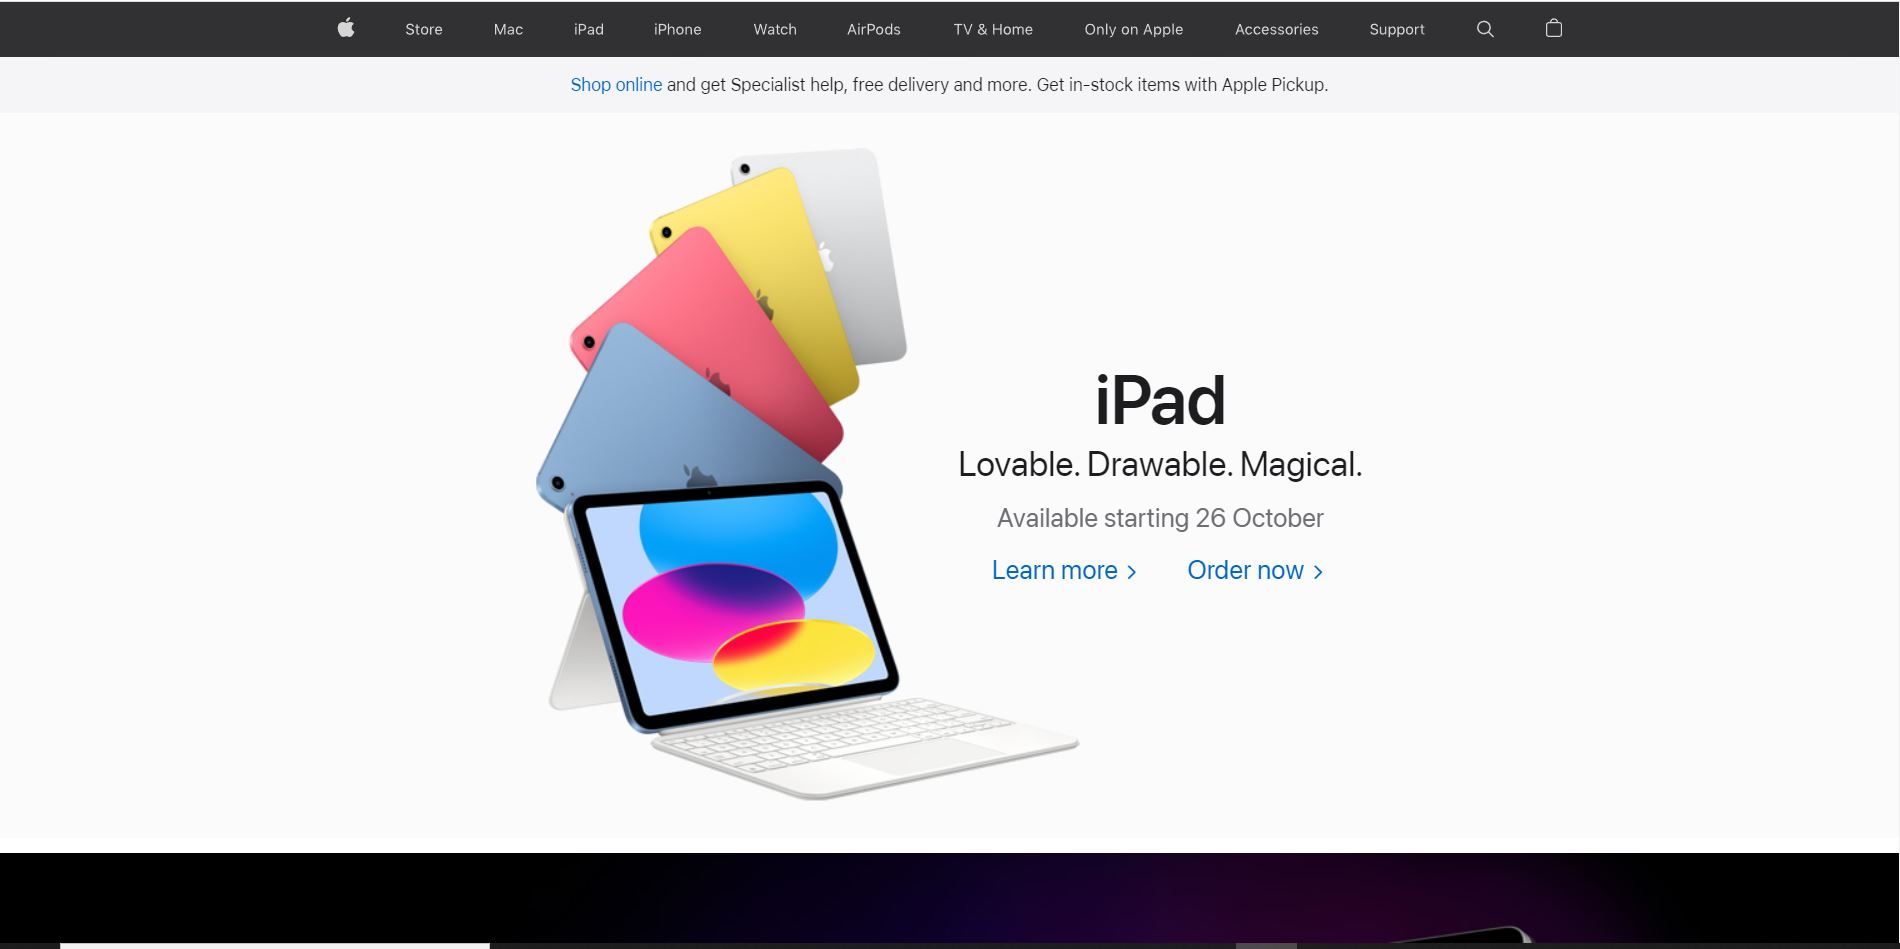 Store Mac iPad iPhone Watch AirPods TV & Home Only on Apple Accessories Support
Shop online and get Specialist help, free delivery and more. Get in-stock items with Apple Pickup.
iPad
Lovable. Drawable. Magical.
Available starting 26 October
Learn more > Order now >